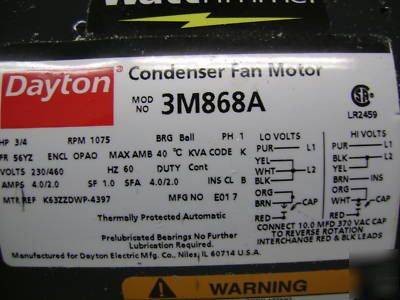 Wattrimmer
Dayton
Condenser Fan Motor
MOD NO 3M868A
LR2459
HP 3/4 RPM 1075 BRG Ball PH 1
FR 56YZ ENCL OPAO MAX AMB 40 °C KVA CODE K
VOLTS 230/460 HZ 60 DUTY Cont
AMPS 4.0/2.0 SF 1.0 SFA 4.0/2.0 INS CL B
MTR REF K63ZZDWP-4397 MFG NO E01 7
Thermally Protected Automatic
Prelubricated Bearings No Further
Lubrication Required.
Manufactured for Dayton Electric Mfg. Co., Niles, IL 60714 U.S.A.
LO VOLTS
PUR L1
YEL
WHT
BLK L2
ORG
BRN CAP
RED
HI VOLTS
PUR L1
BLK L2
YEL
WHT
ORG
BRN CAP
RED
CONNECT 10.0 MFD 370 VAC CAP
TO REVERSE ROTATION
INTERCHANGE RED & BLK LEADS
WARNING